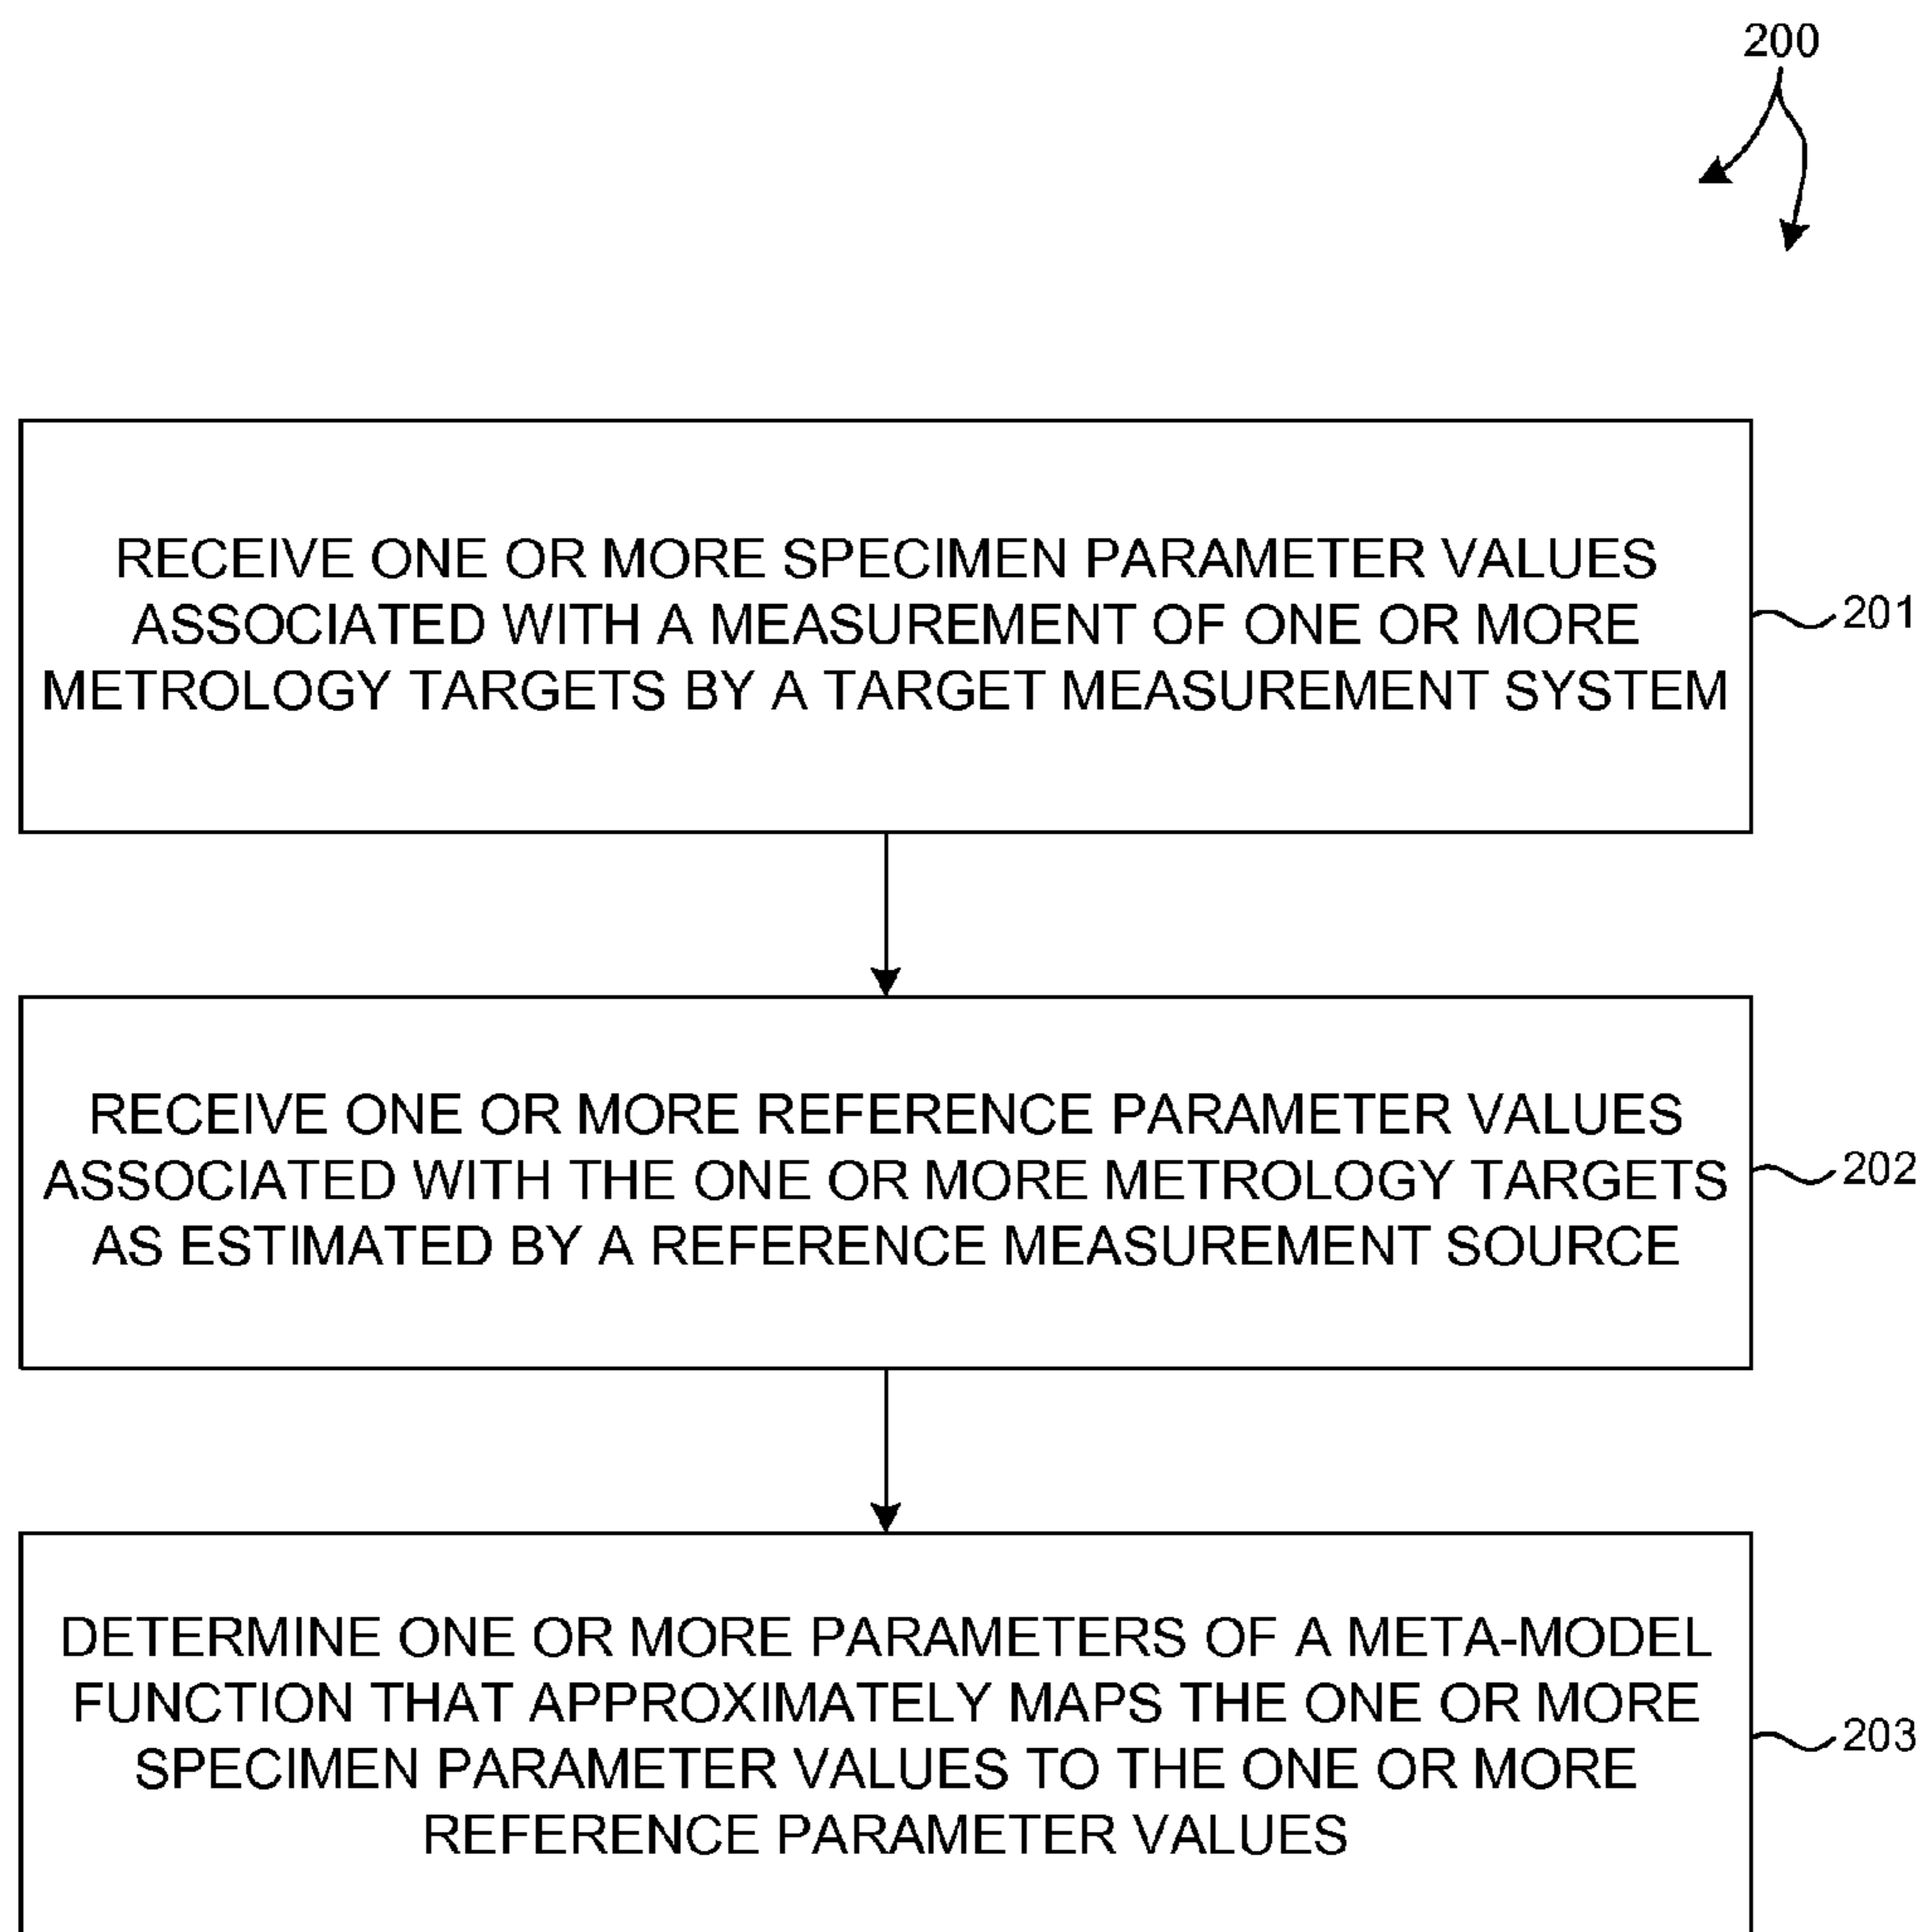 200
RECEIVE ONE OR MORE SPECIMEN PARAMETER VALUES
ASSOCIATED WITH A MEASUREMENT OF ONE OR MORE
METROLOGY TARGETS BY A TARGET MEASUREMENT SYSTEM
201
RECEIVE ONE OR MORE REFERENCE PARAMETER VALUES
ASSOCIATED WITH THE ONE OR MORE METROLOGY TARGETS
AS ESTIMATED BY A REFERENCE MEASUREMENT SOURCE
202
DETERMINE ONE OR MORE PARAMETERS OF A META-MODEL
FUNCTION THAT APPROXIMATELY MAPS THE ONE OR MORE
SPECIMEN PARAMETER VALUES TO THE ONE OR MORE
REFERENCE PARAMETER VALUES
203